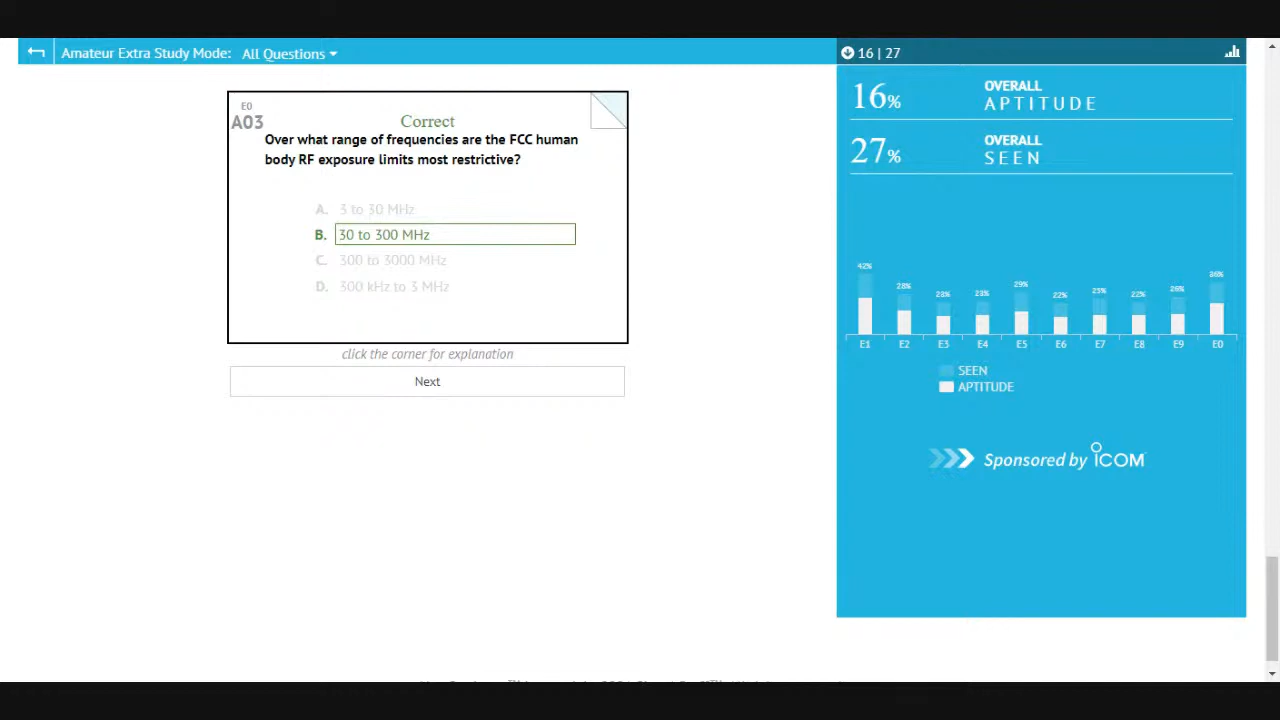 Amateur Extra Study Mode: All Questions
16 | 27
E0
A03
Correct
Over what range of frequencies are the FCC human
body RF exposure limits most restrictive?
A. 3 to 30 MHz
B. 30 to 300 MHz
C. 300 to 3000 MHz
D. 300 kHz to 3 MHz
click the corner for explanation
Next
16% OVERALL
APTITUDE
27% OVERALL
SEEN
42% 28% 23% 23% 29% 22% 23% 22% 26% 36%
E1 E2 E3 E4 E5 E6 E7 E8 E9 E0
SEEN
APTITUDE
Sponsored by ICOM